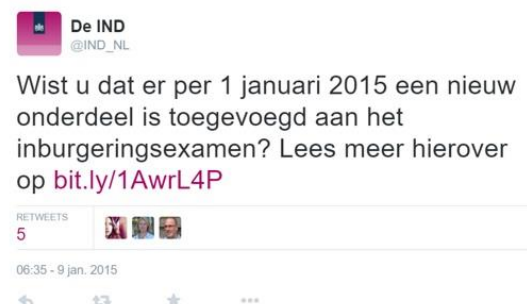 De IND
@IND_NL
Wist u dat er per 1 januari 2015 een nieuw
onderdeel is toegevoegd aan het
inburgeringsexamen? Lees meer hierover
op bit.ly/1AwrL4P
RETWEETS
5
06:35 - 9 jan. 2015